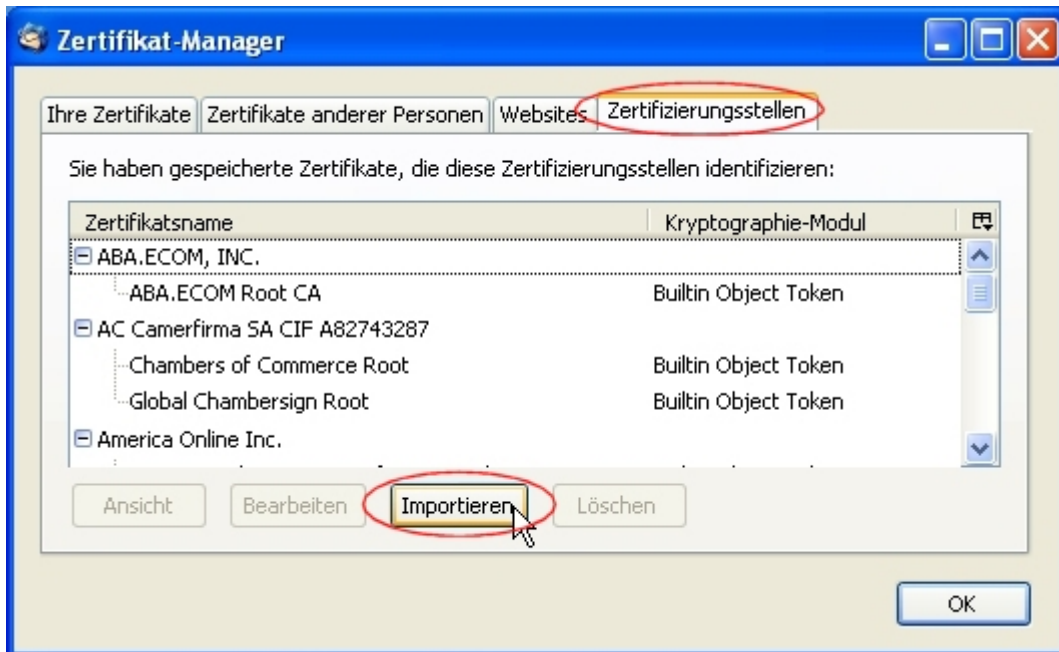 Zertifikat-Manager
Ihre Zertifikate Zertifikate anderer Personen Websites Zertifizierungsstellen
Sie haben gespeicherte Zertifikate, die diese Zertifizierungsstellen identifizieren:
Zertifikatsname Kryptographie-Modul
ABA.ECOM, INC.
ABA.ECOM Root CA Builtin Object Token
AC Camerfirma SA CIF A82743287
Chambers of Commerce Root Builtin Object Token
Global Chambersign Root Builtin Object Token
America Online Inc.
Ansicht Bearbeiten Importieren Löschen
OK